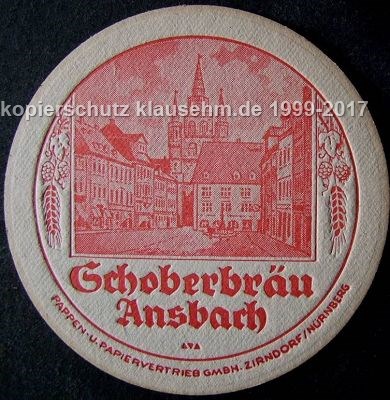 kopierschutz klausehm.de 1999-2017
Schoberbräu
Ansbach
PAPPEN-U. PAPIERVERTRIEB GMBH. ZIRNDORF/NÜRNBERG